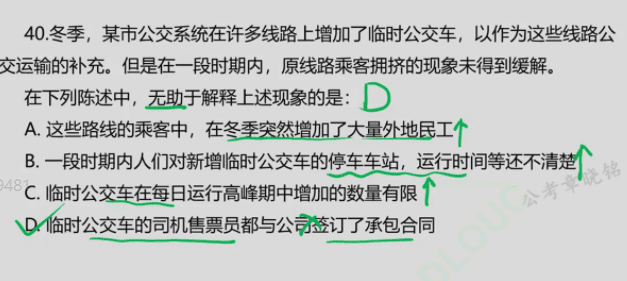 40.冬季，某市公交系统在许多线路上增加了临时公交车，以作为这些线路公
交运输的补充。但是在一段时期内，原线路乘客拥挤的现象未得到缓解。
在下列陈述中，无助于解释上述现象的是： D
A. 这些路线的乘客中，在冬季突然增加了大量外地民工
B. 一段时期内人们对新增临时公交车的停车车站，运行时间等还不清楚
9481
C. 临时公交车在每日运行高峰期中增加的数量有限
公考章晓铭
D. 临时公交车的司机售票员都与公司签订了承包合同